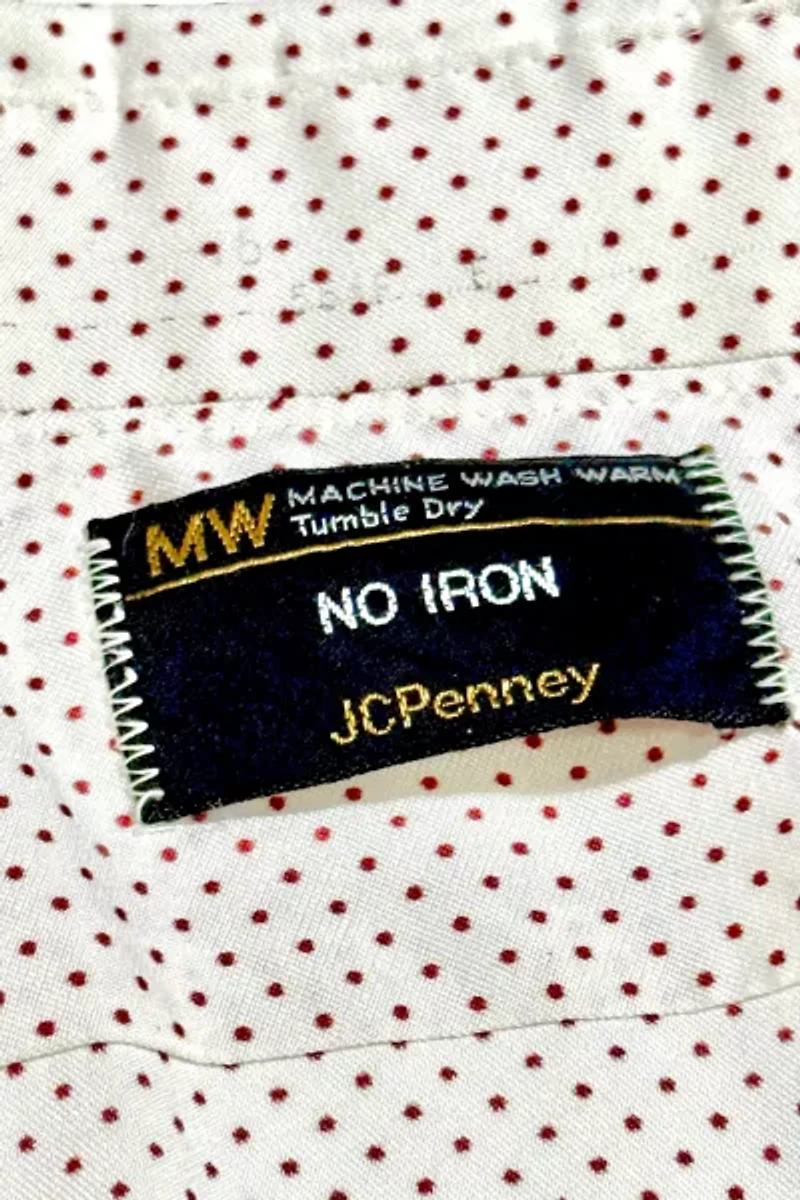 MW
MACHINE WASH WARM
Tumble Dry
NO IRON
JCPenney